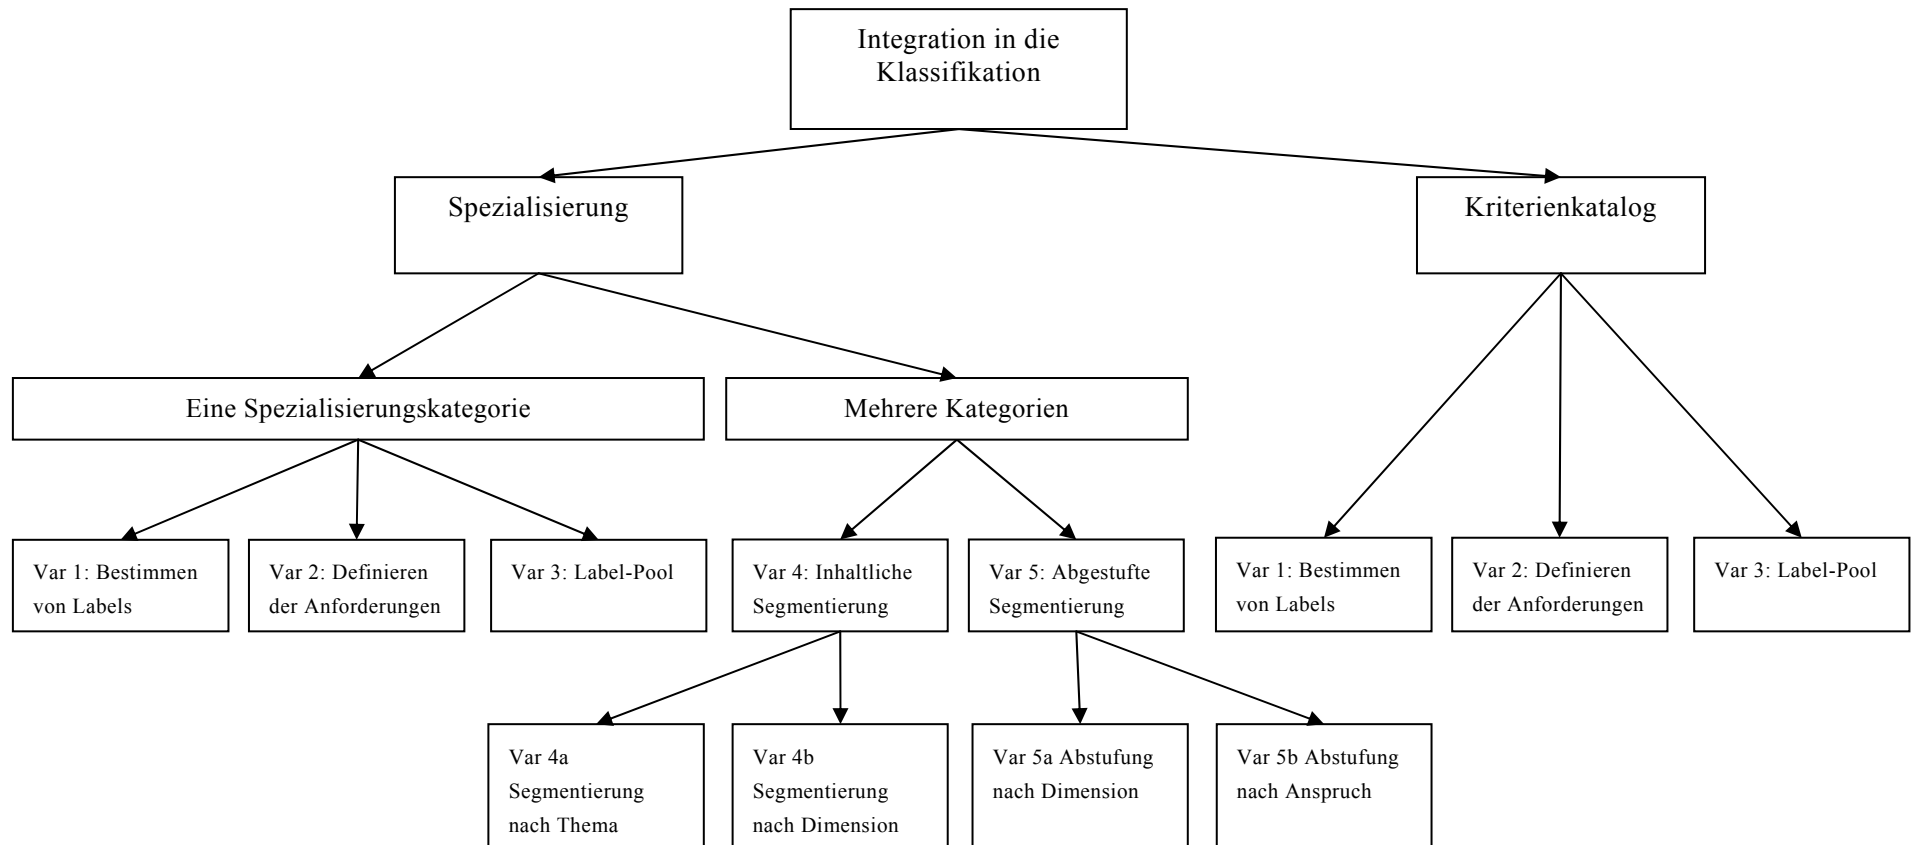 Integration in die
Klassifikation
Spezialisierung
Kriterienkatalog
Eine Spezialisierungskategorie
Mehrere Kategorien
Var 1: Bestimmen
von Labels
Var 2: Definieren
der Anforderungen
Var 3: Label-Pool
Var 4: Inhaltliche
Segmentierung
Var 5: Abgestufte
Segmentierung
Var 1: Bestimmen
von Labels
Var 2: Definieren
der Anforderungen
Var 3: Label-Pool
Var 4a
Segmentierung
nach Thema
Var 4b
Segmentierung
nach Dimension
Var 5a Abstufung
nach Dimension
Var 5b Abstufung
nach Anspruch